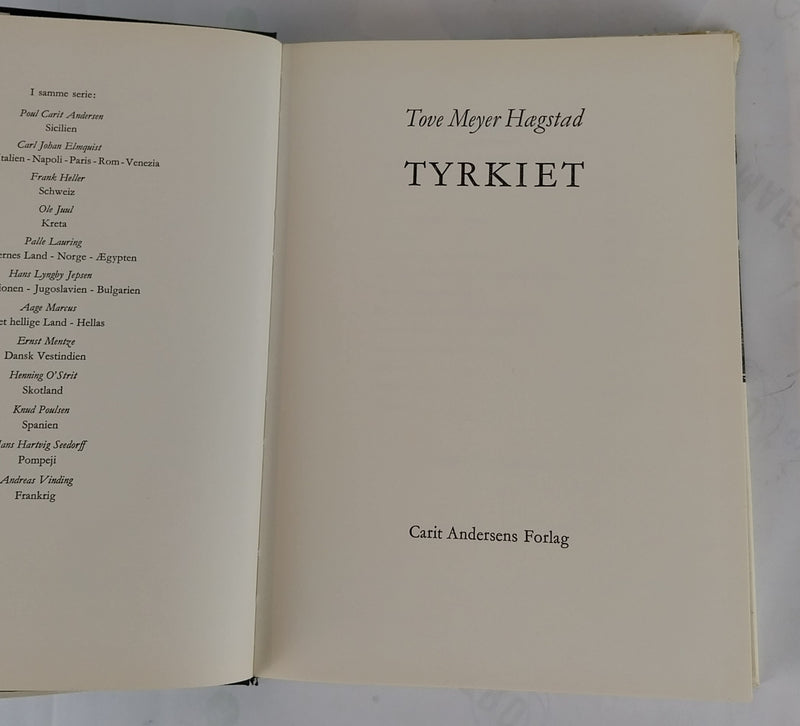 I samme serie:
Poul Carit Andersen
Sicilien
Carl Johan Elmquist
talien - Napoli - Paris - Rom - Venezia
Frank Heller
Schweiz
Ole Juul
Kreta
Palle Lauring
ernes Land - Norge - Ægypten
Hans Lyngby Jepsen
ionen - Jugoslavien - Bulgarien
Aage Marcus
et hellige Land - Hellas
Ernst Mentze
Dansk Vestindien
Henning O'Strit
Skotland
Knud Poulsen
Spanien
ans Hartvig Seedorff
Pompeji
Andreas Vinding
Frankrig
Tove Meyer Hægstad
TYRKIET
Carit Andersens Forlag